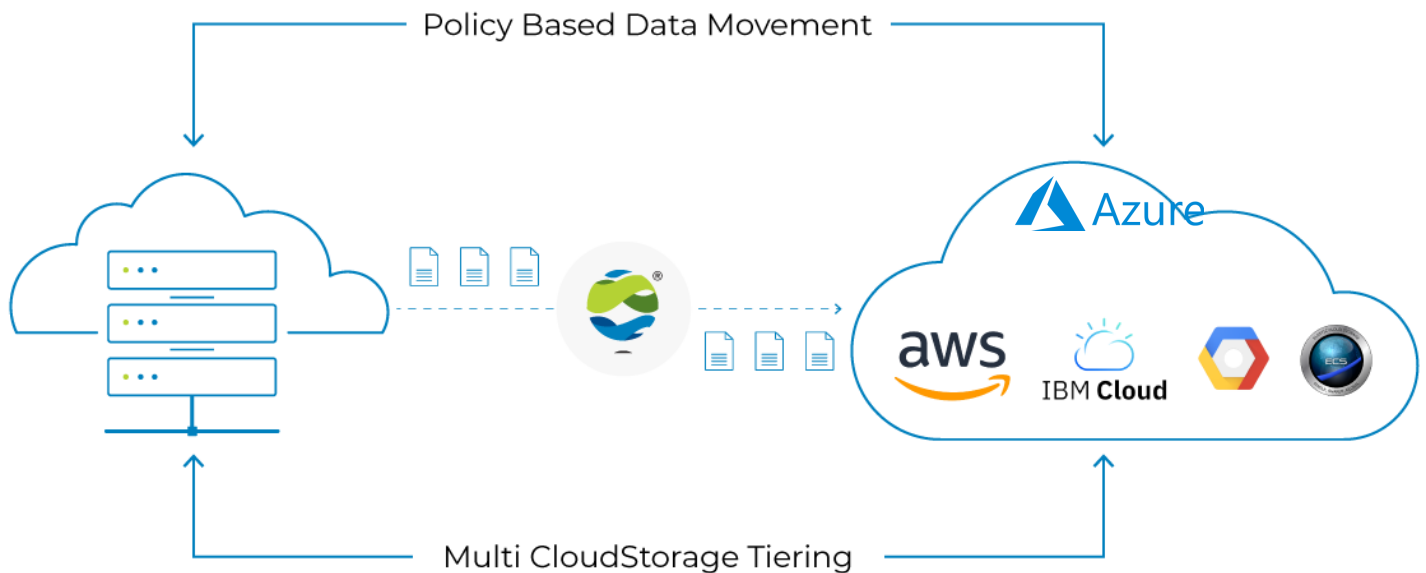 Policy Based Data Movement
Azure
®
aws
IBM Cloud
ECS
Multi CloudStorage Tiering